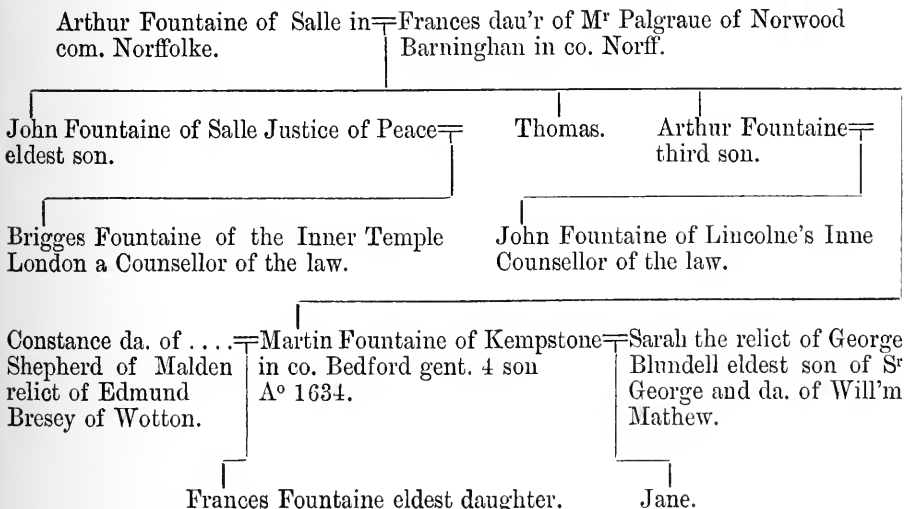 Arthur Fountaine of Salle in
com. Norffolke.
Frances dau'r of Mʳ Palgraue of Norwood
Barninghan in co. Norff.
John Fountaine of Salle Justice of Peace
eldest son.
Thomas.
Arthur Fountaine
third son.
Brigges Fountaine of the Inner Temple
London a Counsellor of the law.
John Fountaine of Lincolne's Inne
Counsellor of the law.
Constance da. of ....
Shepherd of Malden
relict of Edmund
Bresey of Wotton.
Martin Fountaine of Kempstone
in co. Bedford gent. 4 son
Aº 1634.
Sarah the relict of George
Blundell eldest son of Sʳ
George and da. of Will'm
Mathew.
Frances Fountaine eldest daughter.
Jane.